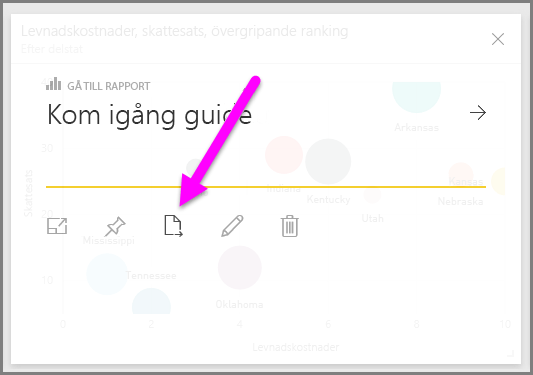 Levnadskostnader, skattesats, övergripande ranking
Efter delstat
GÅ TILL RAPPORT
Kom igång guide
Arkansas
30
Skattesats
Indiana
Kentucky
Kansas
Utah
Nebraska
20
Mississippi
Tennessee
10
Oklahoma
0
2
4
6
8
10
Levnadskostnader